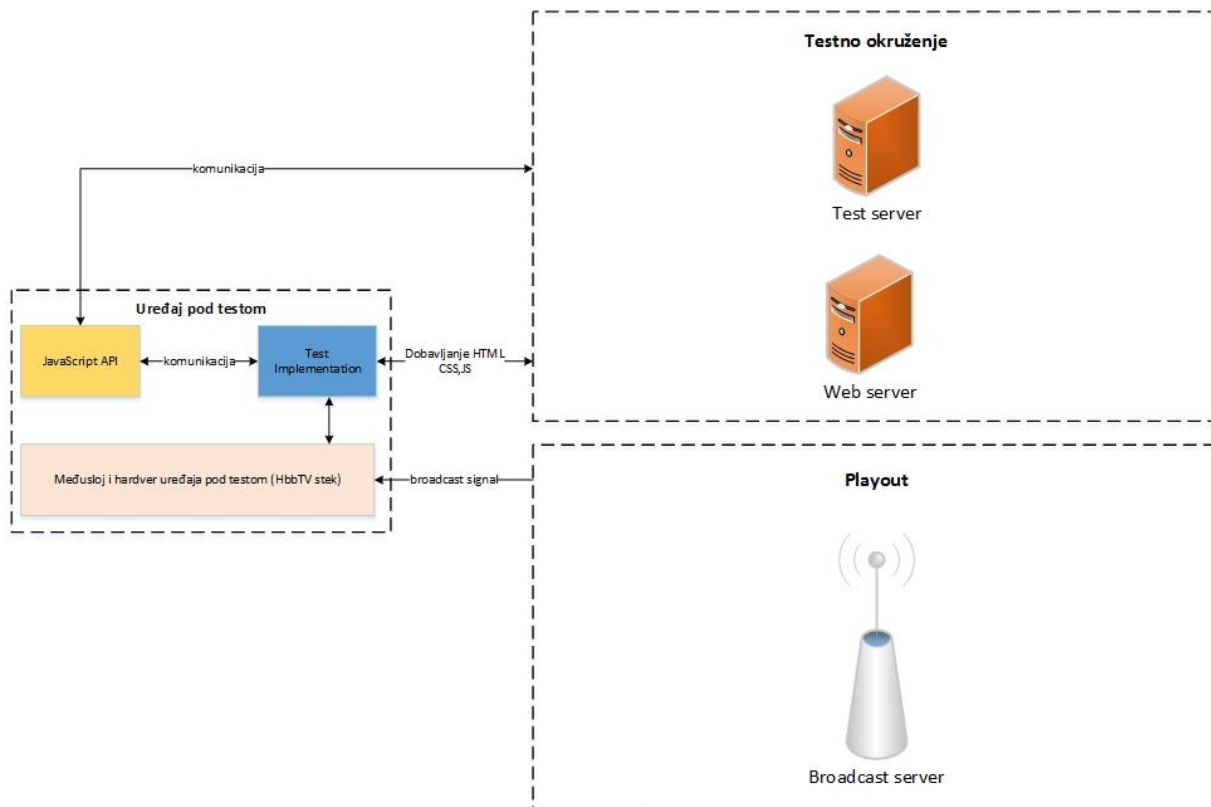 Testno okruženje
Test server
Web server
komunikacija
Uređaj pod testom
JavaScript API
komunikacija
Test
Implementation
Dobavljanje HTML
CSS,JS
Međusloj i hardver uređaja pod testom (HbbTV stek)
broadcast signal
Playout
Broadcast server